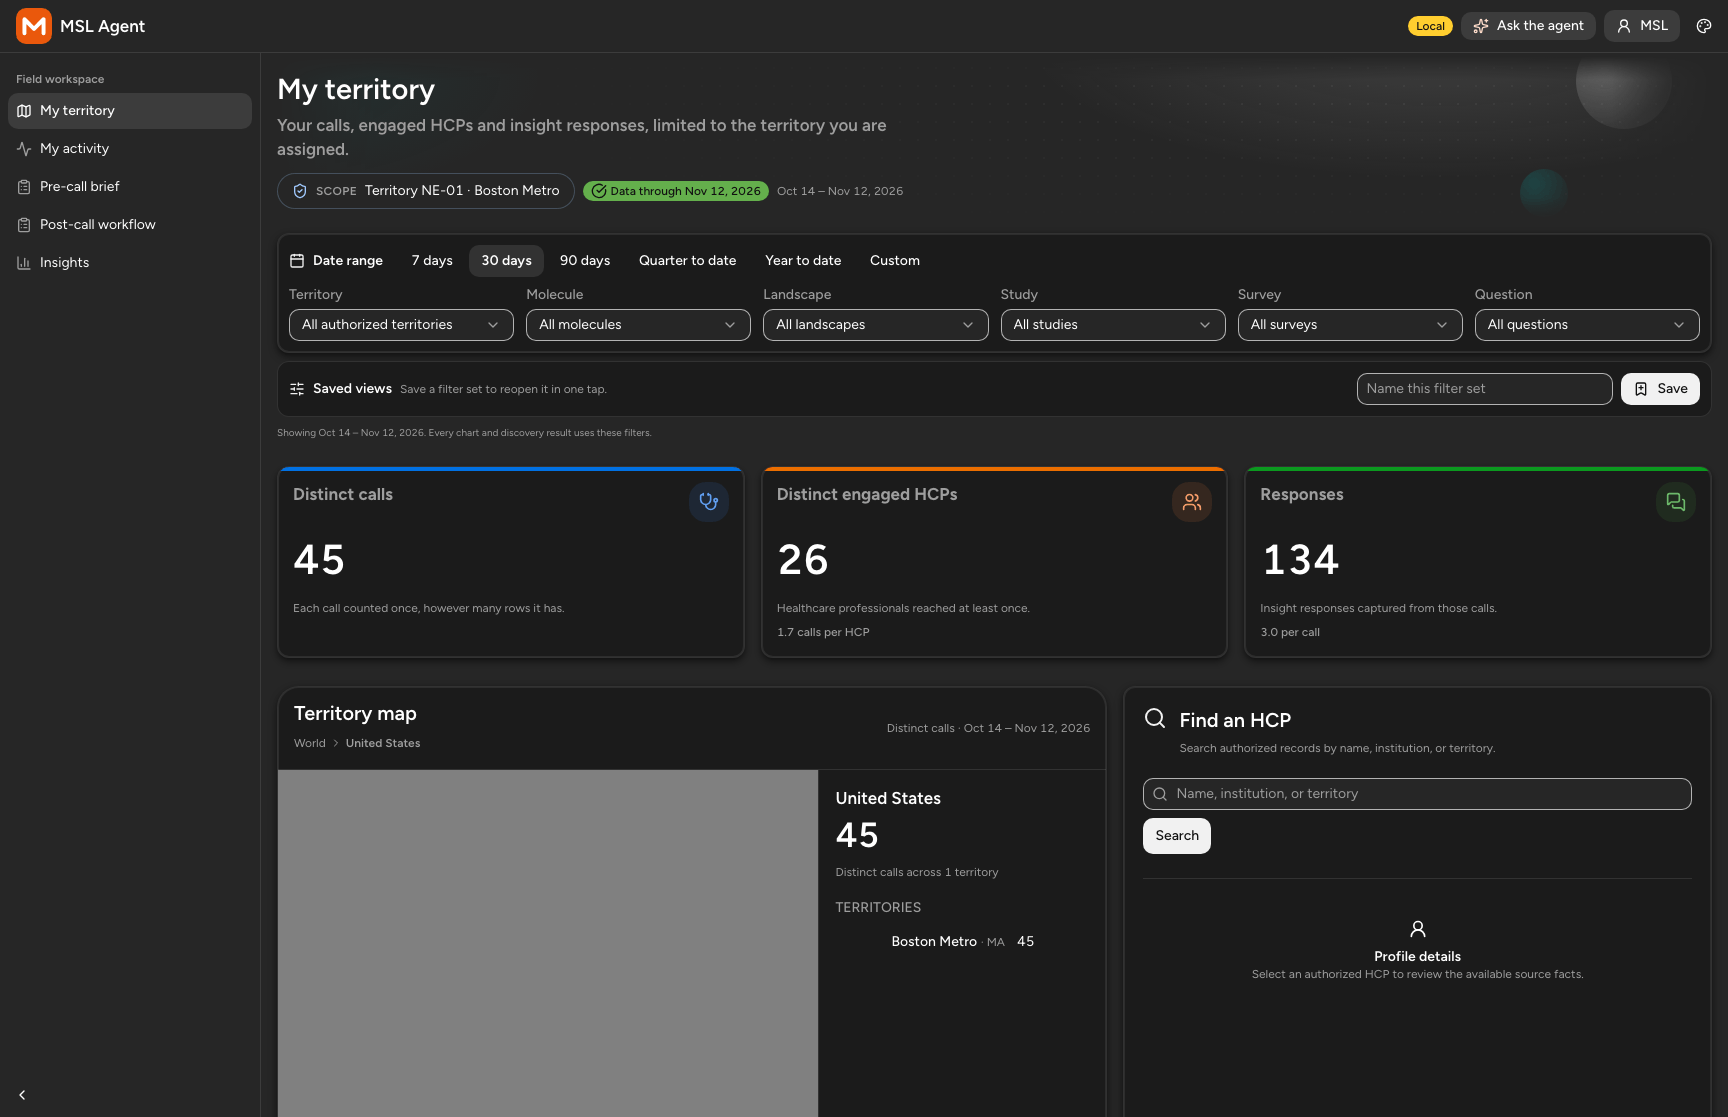 MSL Agent
Local
Ask the agent
MSL
Field workspace
My territory
My activity
Pre-call brief
Post-call workflow
Insights
My territory
Your calls, engaged HCPs and insight responses, limited to the territory you are
assigned.
SCOPE Territory NE-01 · Boston Metro
Data through Nov 12, 2026
Oct 14 – Nov 12, 2026
Date range
7 days
30 days
90 days
Quarter to date
Year to date
Custom
Territory
Molecule
Landscape
Study
Survey
Question
All authorized territories
All molecules
All landscapes
All studies
All surveys
All questions
Saved views
Save a filter set to reopen it in one tap.
Name this filter set
Save
Showing Oct 14 – Nov 12, 2026. Every chart and discovery result uses these filters.
Distinct calls
45
Each call counted once, however many rows it has.
Distinct engaged HCPs
26
Healthcare professionals reached at least once.
1.7 calls per HCP
Responses
134
Insight responses captured from those calls.
3.0 per call
Territory map
World > United States
Distinct calls · Oct 14 – Nov 12, 2026
United States
45
Distinct calls across 1 territory
TERRITORIES
Boston Metro · MA 45
Find an HCP
Search authorized records by name, institution, or territory.
Name, institution, or territory
Search
Profile details
Select an authorized HCP to review the available source facts.